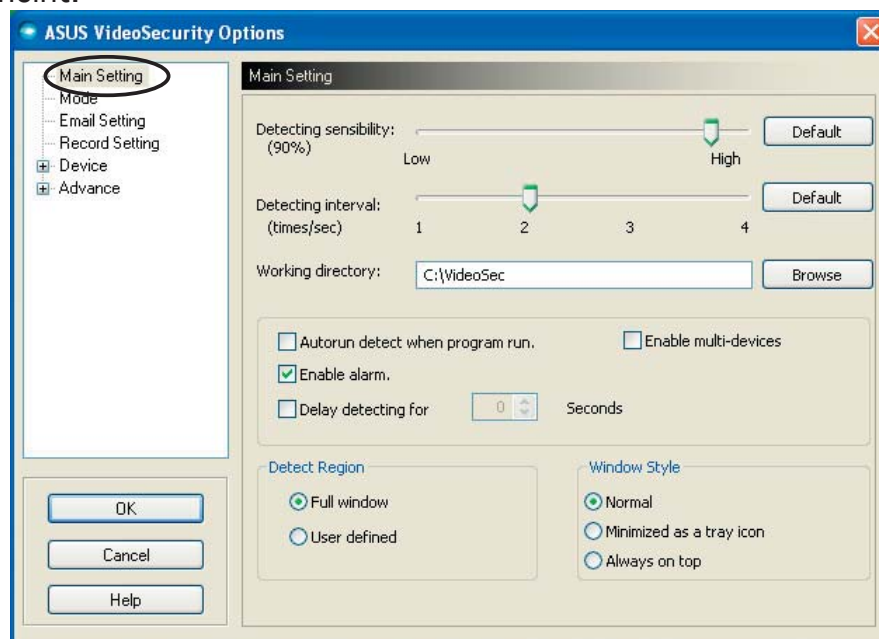 point.
ASUS VideoSecurity Options
Main Setting
Mode
Email Setting
Record Setting
Device
Advance
OK
Cancel
Help
Main Setting
Detecting sensibility:
(90%)
Low
High
Default
Detecting interval:
(times/sec)
1
2
3
4
Default
Working directory:
C:\VideoSec
Browse
Autorun detect when program run.
Enable multi-devices
Enable alarm.
Delay detecting for
0
Seconds
Detect Region
Full window
User defined
Window Style
Normal
Minimized as a tray icon
Always on top